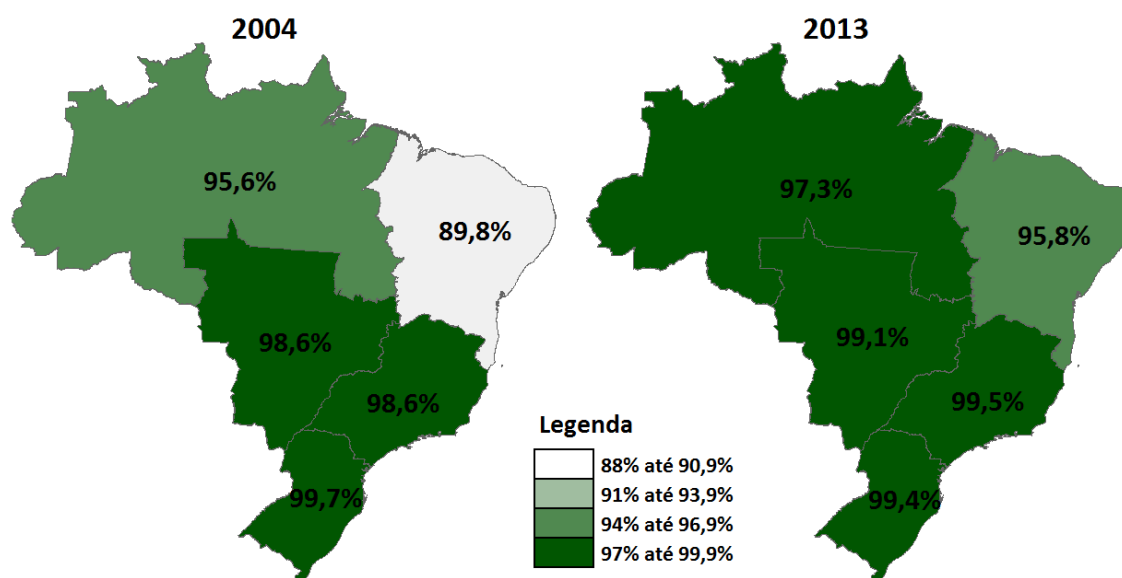 2004
95,6%
89,8%
98,6%
98,6%
99,7%
2013
97,3%
95,8%
99,1%
99,5%
99,4%
Legenda
88% até 90,9%
91% até 93,9%
94% até 96,9%
97% até 99,9%